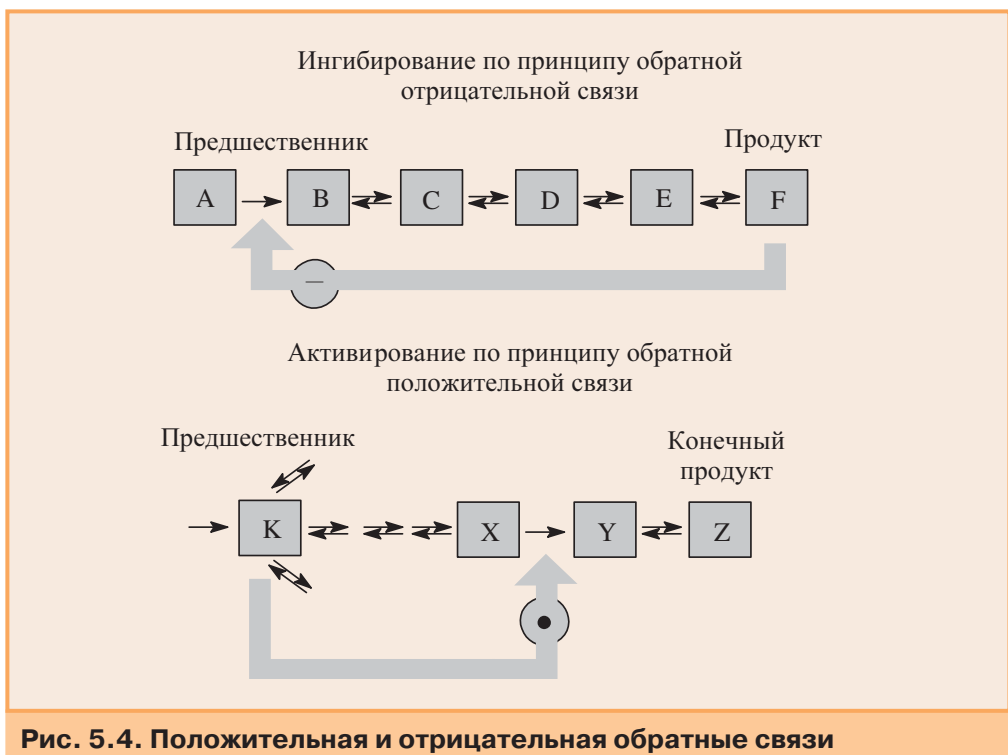 Ингибирование по принципу обратной
отрицательной связи
Предшественник
Продукт
A B C D E F
–
Активирование по принципу обратной
положительной связи
Предшественник
Конечный
продукт
K X Y Z
Рис. 5.4. Положительная и отрицательная обратные связи